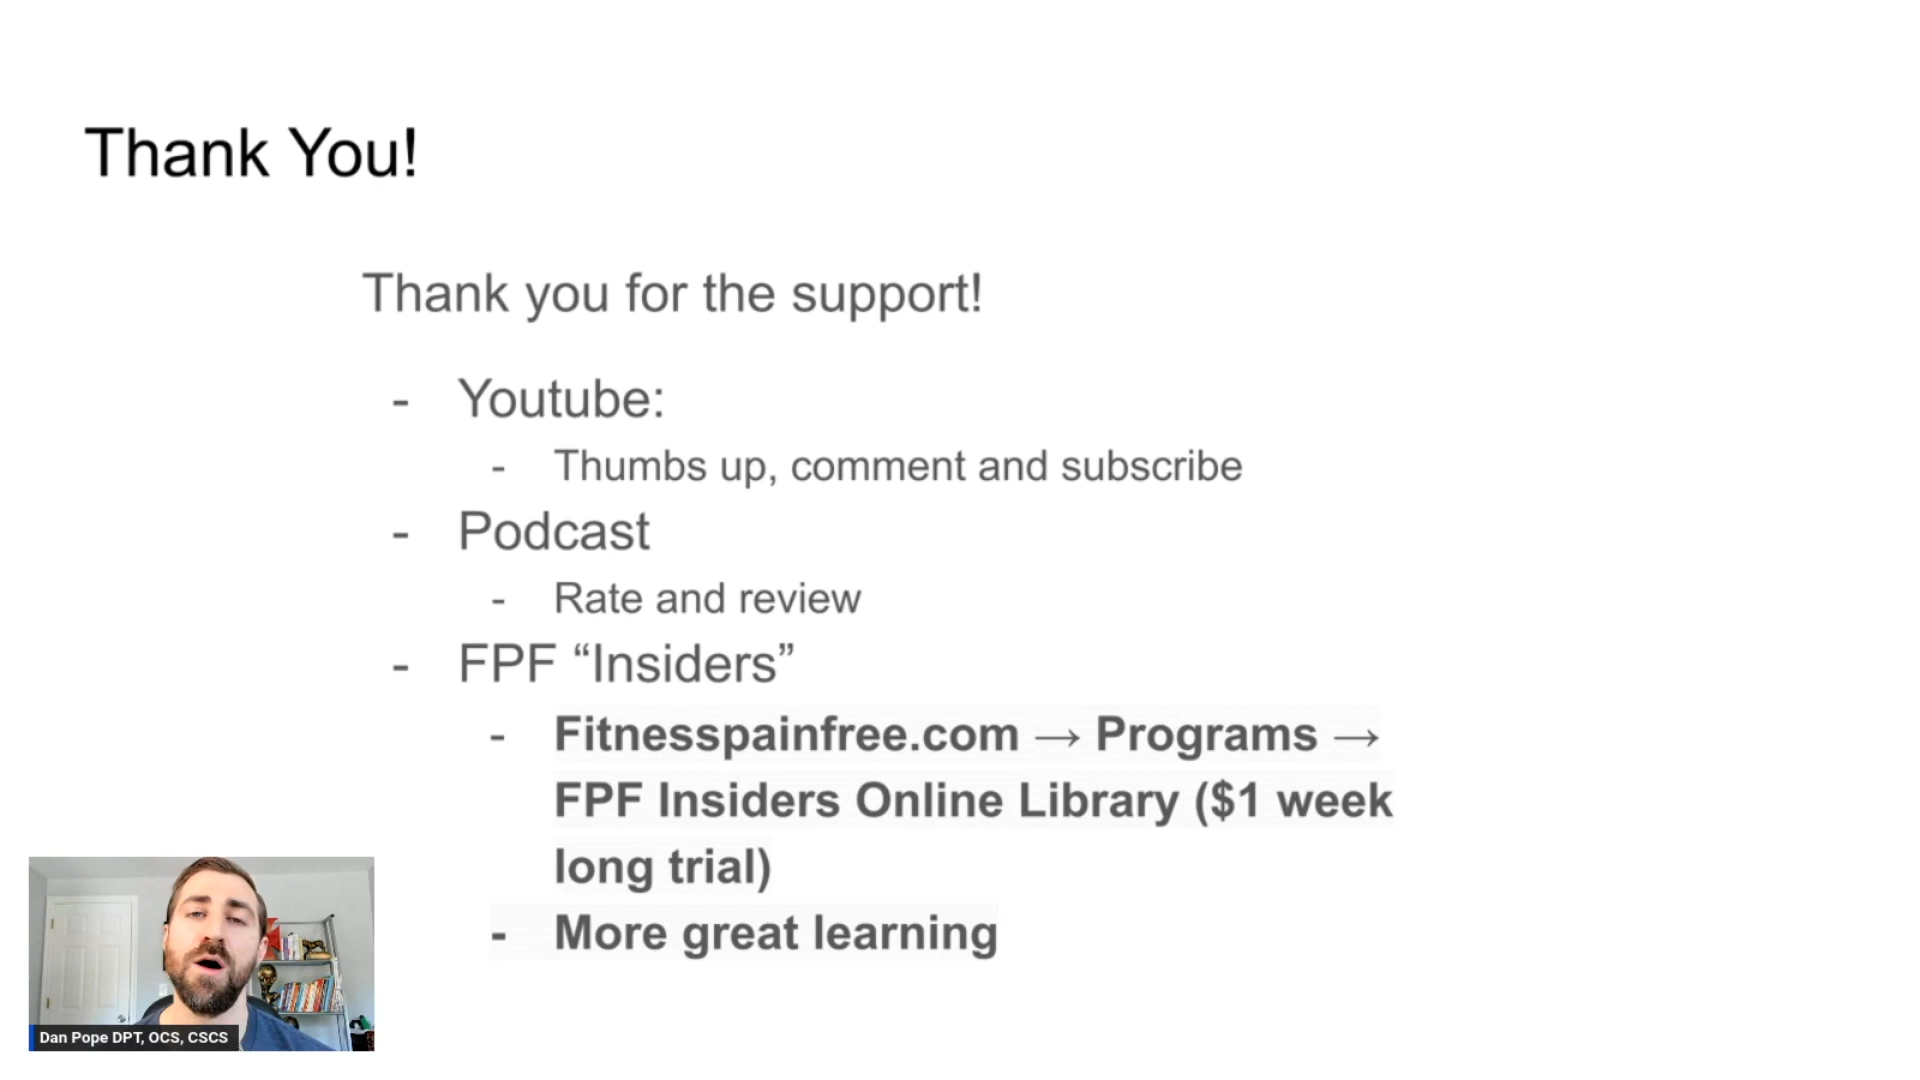 Thank You!
Thank you for the support!
- Youtube:
- Thumbs up, comment and subscribe
- Podcast
- Rate and review
- FPF “Insiders”
- Fitnesspainfree.com → Programs →
FPF Insiders Online Library ($1 week
long trial)
- More great learning
Dan Pope DPT, OCS, CSCS